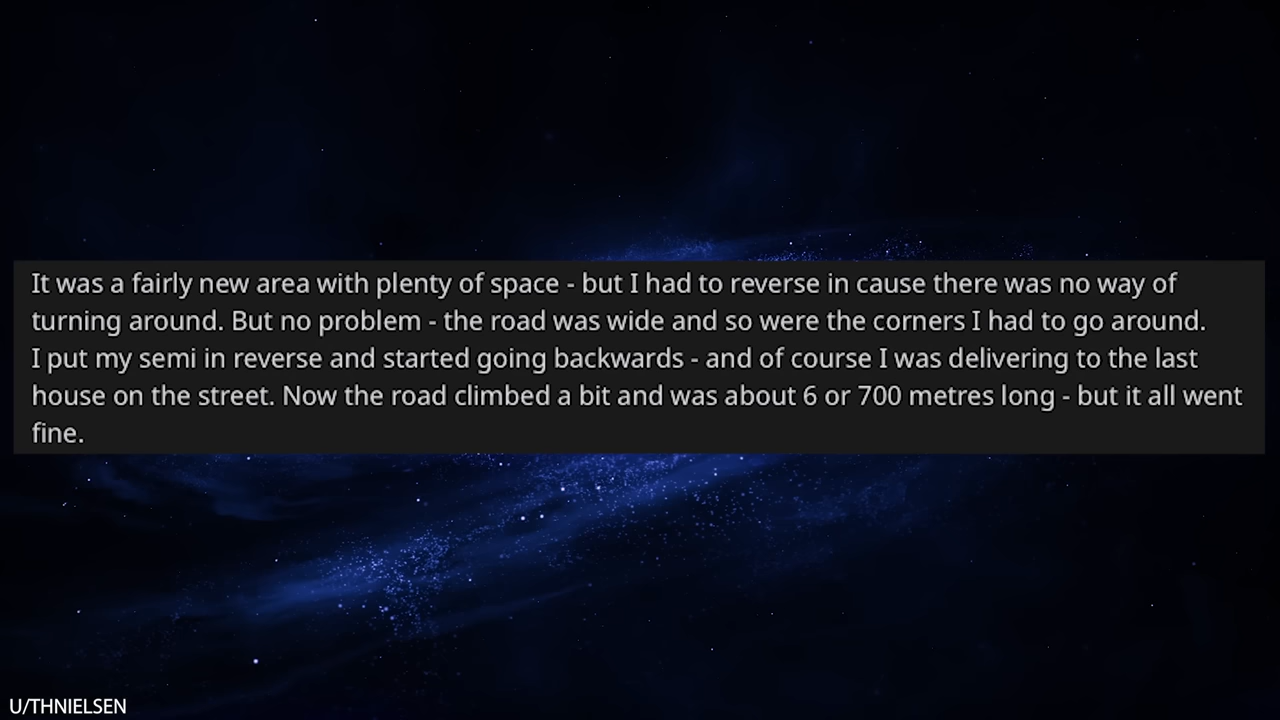 It was a fairly new area with plenty of space - but I had to reverse in cause there was no way of
turning around. But no problem - the road was wide and so were the corners I had to go around.
I put my semi in reverse and started going backwards - and of course I was delivering to the last
house on the street. Now the road climbed a bit and was about 6 or 700 metres long - but it all went
fine.
U/THNIELSEN